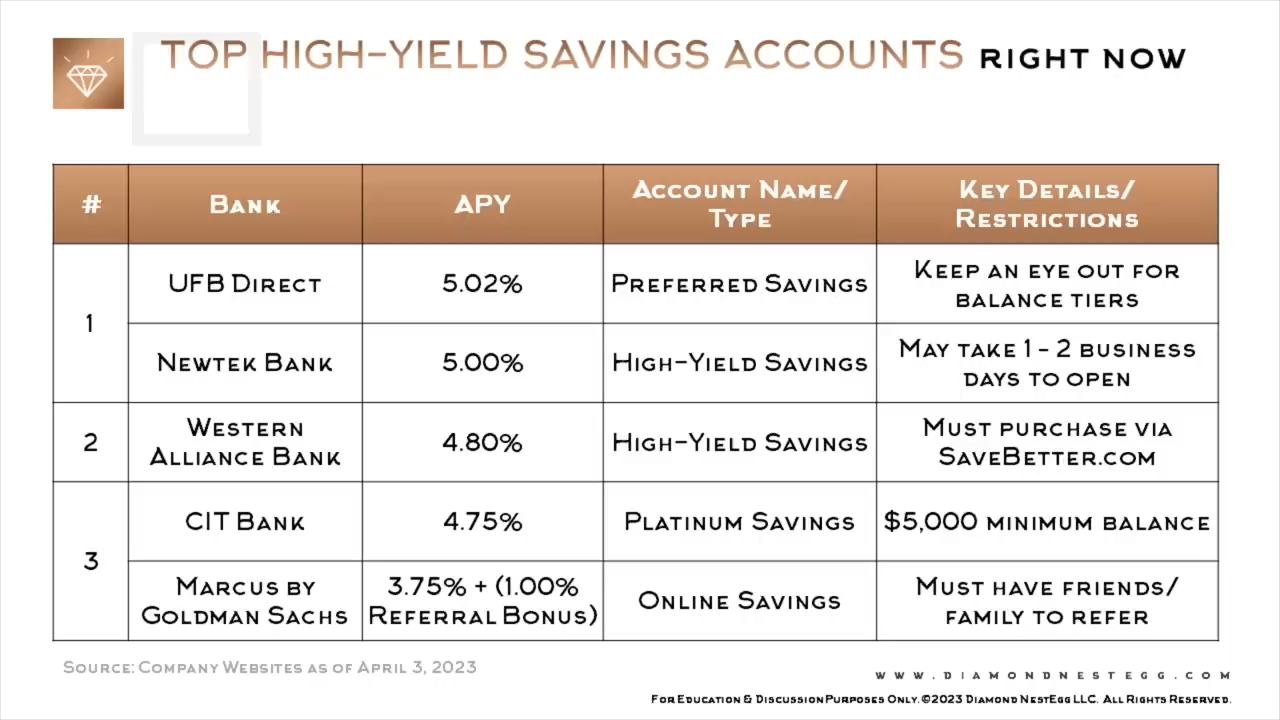 TOP HIGH-YIELD SAVINGS ACCOUNTS RIGHT NOW
# Bank APY Account Name/ Type Key Details/ Restrictions
1
UFB Direct 5.02% Preferred Savings Keep an eye out for balance tiers
Newtek Bank 5.00% High-Yield Savings May take 1 - 2 business days to open
2 Western Alliance Bank 4.80% High-Yield Savings Must purchase via SaveBetter.com
3
CIT Bank 4.75% Platinum Savings $5,000 minimum balance
Marcus by Goldman Sachs 3.75% + (1.00% Referral Bonus) Online Savings Must have friends/ family to refer
Source: Company Websites as of April 3, 2023
WWW.DIAMONDNESTEGG.COM
For Education & Discussion Purposes Only. ©2023 Diamond NestEgg LLC. All Rights Reserved.